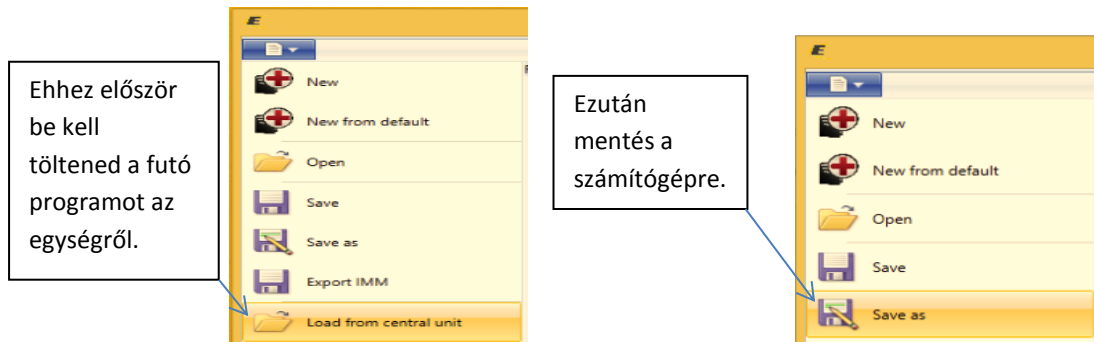 Ehhez először
be kell
töltened a futó
programot az
egységről.
E
New
New from default
Open
Save
Save as
Export IMM
Load from central unit
Ezután
mentés a
számítógépre.
E
New
New from default
Open
Save
Save as